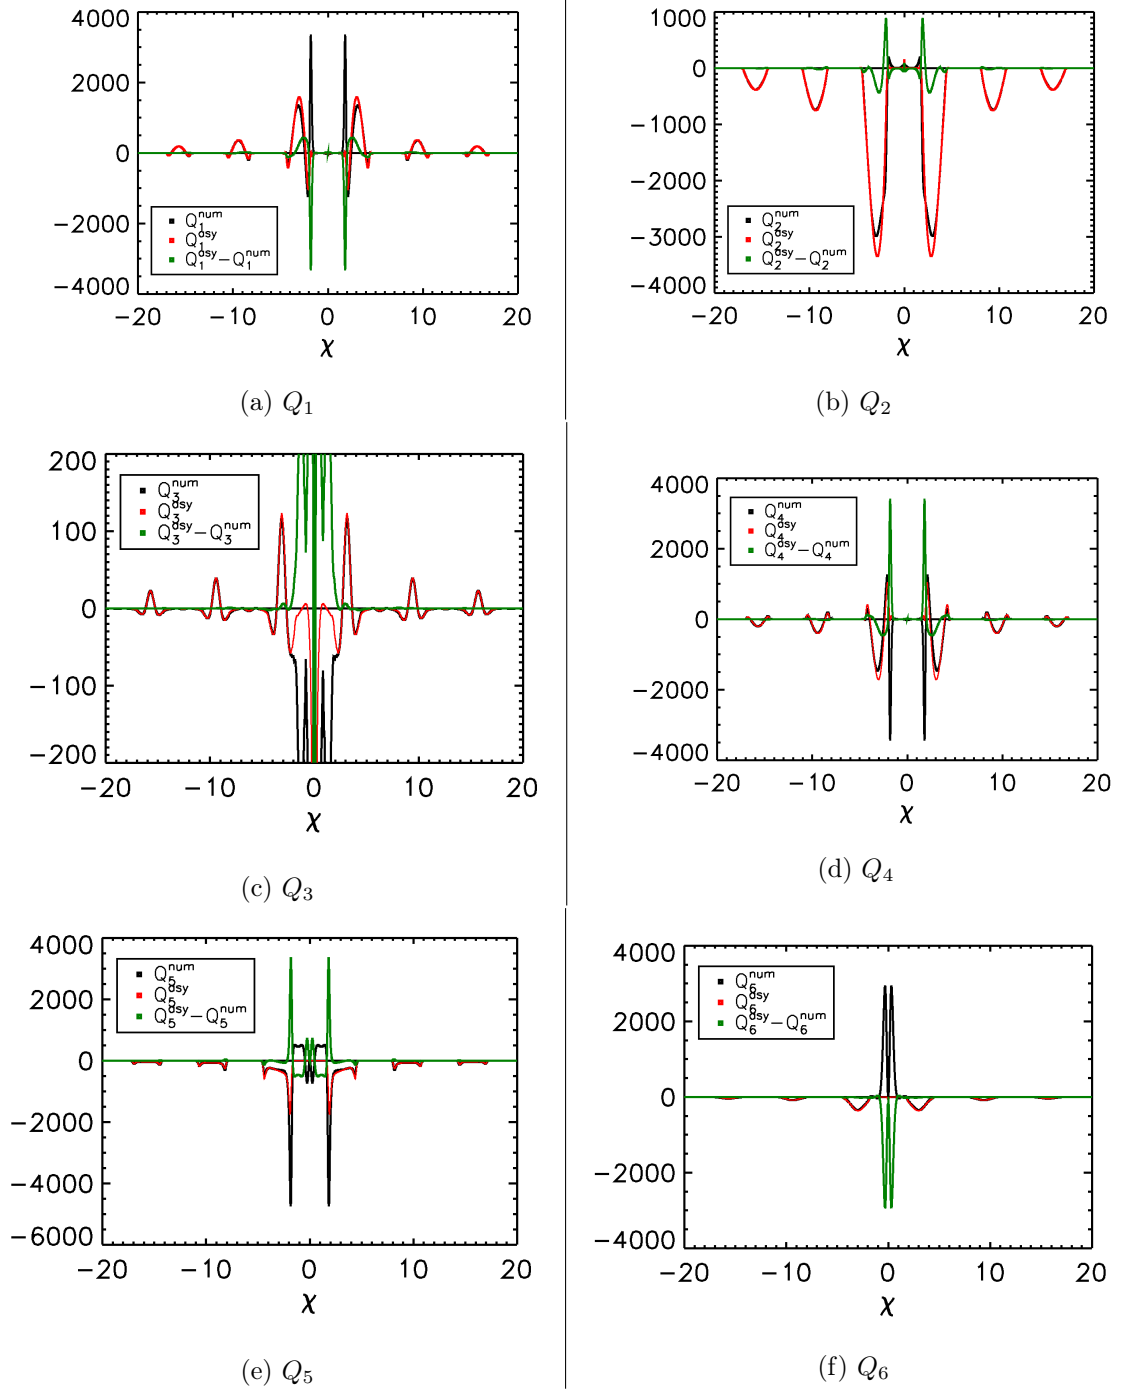 4000
2000
0
−2000
−4000
Q₁ⁿᵘᵐ
Q₁ᵃˢʸ
Q₁ᵃˢʸ−Q₁ⁿᵘᵐ
−20 −10 0 10 20
χ
(a) Q₁
1000
0
−1000
−2000
−3000
−4000
Q₂ⁿᵘᵐ
Q₂ᵃˢʸ
Q₂ᵃˢʸ−Q₂ⁿᵘᵐ
−20 −10 0 10 20
χ
(b) Q₂
200
100
0
−100
−200
Q₃ⁿᵘᵐ
Q₃ᵃˢʸ
Q₃ᵃˢʸ−Q₃ⁿᵘᵐ
−20 −10 0 10 20
χ
(c) Q₃
4000
2000
0
−2000
−4000
Q₄ⁿᵘᵐ
Q₄ᵃˢʸ
Q₄ᵃˢʸ−Q₄ⁿᵘᵐ
−20 −10 0 10 20
χ
(d) Q₄
4000
2000
0
−2000
−4000
−6000
Q₅ⁿᵘᵐ
Q₅ᵃˢʸ
Q₅ᵃˢʸ−Q₅ⁿᵘᵐ
−20 −10 0 10 20
χ
(e) Q₅
4000
2000
0
−2000
−4000
Q₆ⁿᵘᵐ
Q₆ᵃˢʸ
Q₆ᵃˢʸ−Q₆ⁿᵘᵐ
−20 −10 0 10 20
χ
(f) Q₆